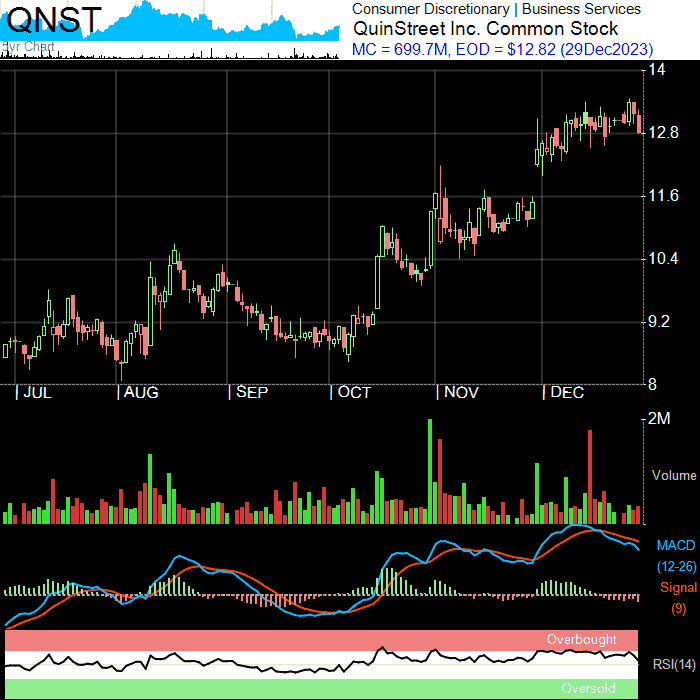 QNST
5yr Chart
Consumer Discretionary | Business Services
QuinStreet Inc. Common Stock
MC = 699.7M, EOD = $12.82 (29Dec2023)
14
12.8
11.6
10.4
9.2
8
| JUL | AUG | SEP | OCT | NOV | DEC
2M
Volume
MACD
(12-26)
Signal
(9)
Overbought
RSI(14)
Oversold